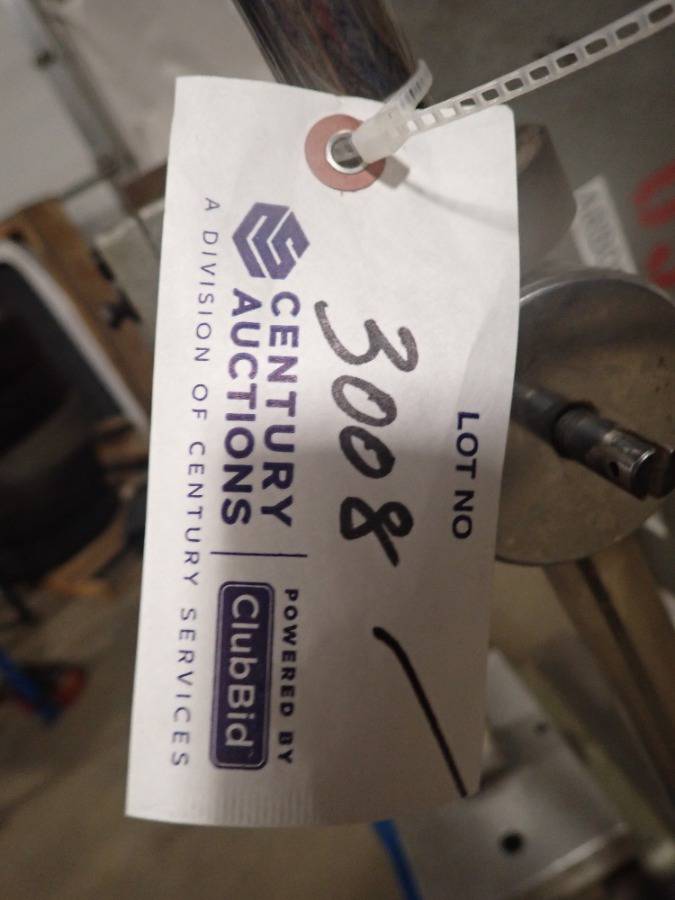 LOT NO
3008
CENTURY
AUCTIONS
POWERED BY
ClubBid
A DIVISION OF CENTURY SERVICES